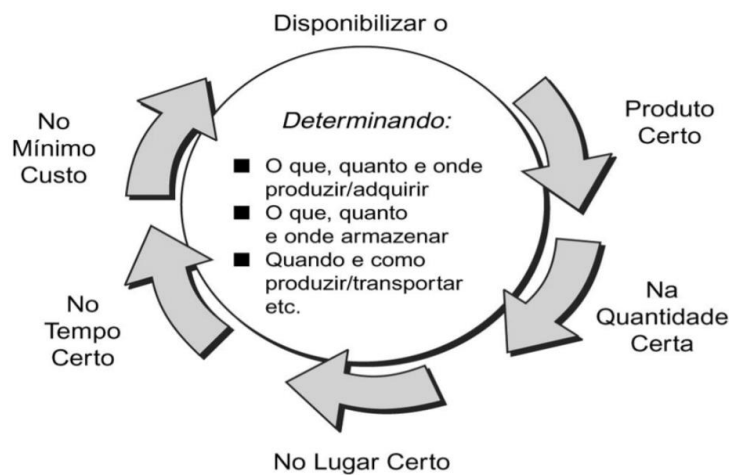 Disponibilizar o
Produto
Certo
Na
Quantidade
Certa
No Lugar Certo
No
Tempo
Certo
No
Mínimo
Custo
Determinando:
■ O que, quanto e onde
produzir/adquirir
■ O que, quanto
e onde armazenar
■ Quando e como
produzir/transportar
etc.